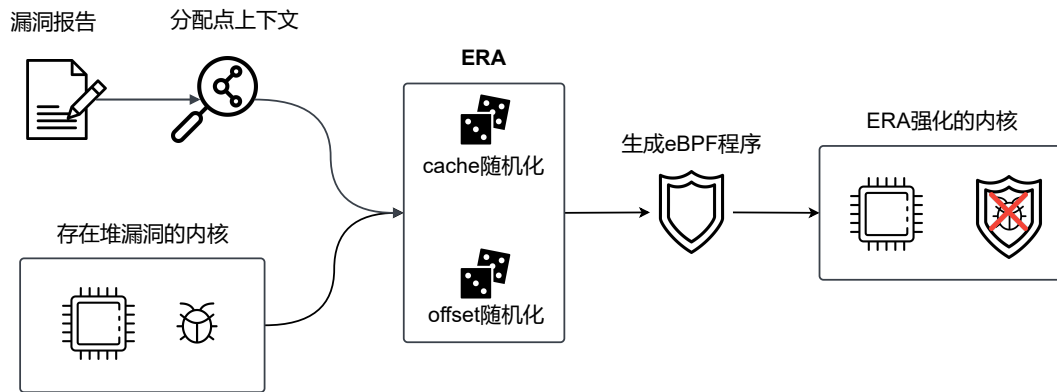 漏洞报告
分配点上下文
ERA
cache随机化
offset随机化
存在堆漏洞的内核
生成eBPF程序
ERA强化的内核